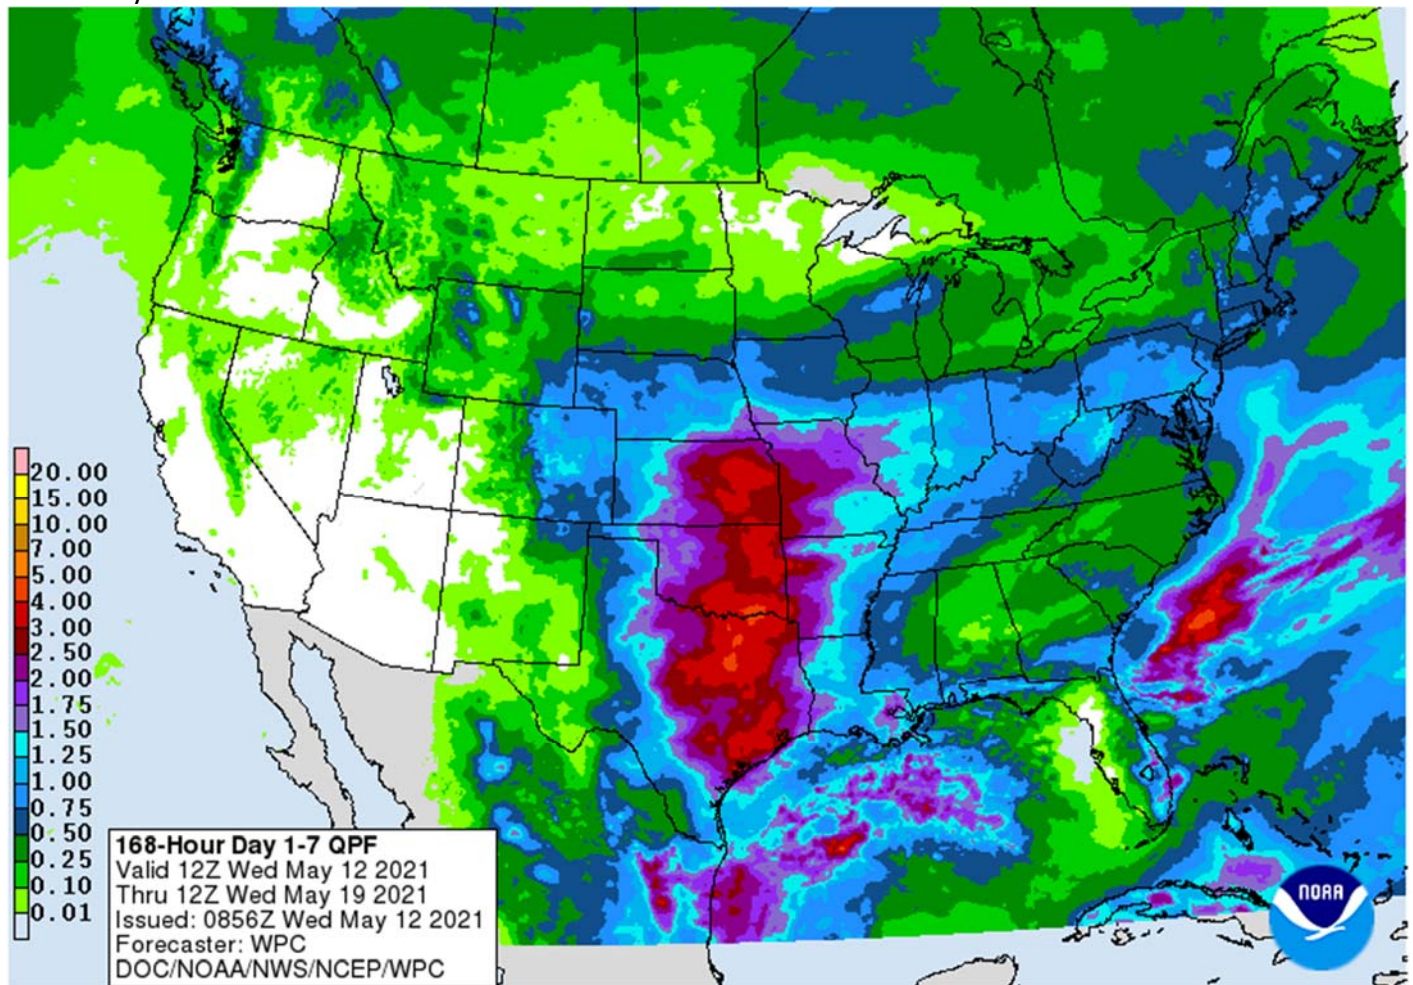 20.00
15.00
10.00
7.00
5.00
4.00
3.00
2.50
2.00
1.75
1.50
1.25
1.00
0.75
0.50
0.25
0.10
0.01
168-Hour Day 1-7 QPF
Valid 12Z Wed May 12 2021
Thru 12Z Wed May 19 2021
Issued: 0856Z Wed May 12 2021
Forecaster: WPC
DOC/NOAA/NWS/NCEP/WPC
NOAA